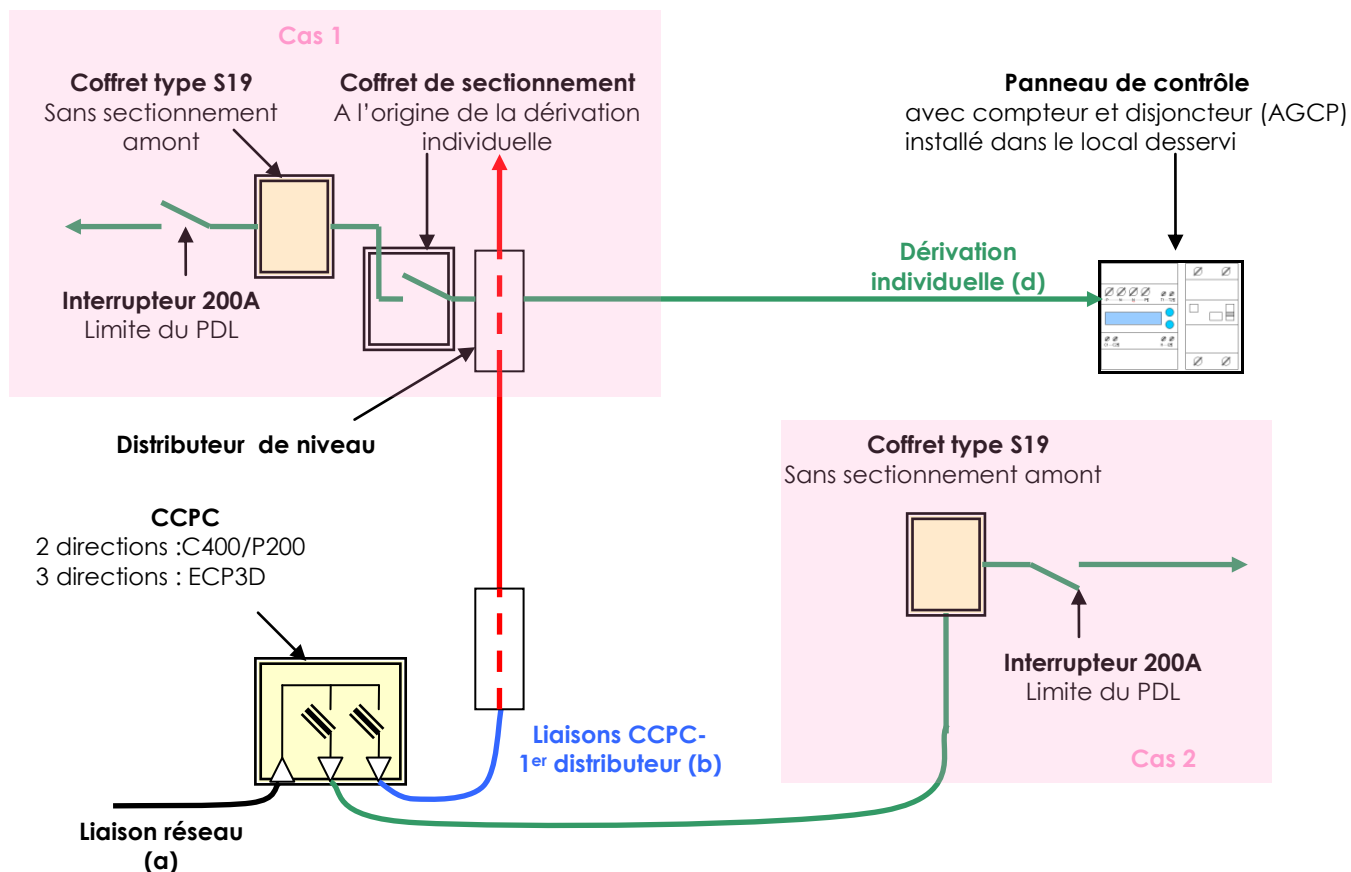 Cas 1
Coffret type S19
Sans sectionnement
amont
Coffret de sectionnement
A l'origine de la dérivation
individuelle
Panneau de contrôle
avec compteur et disjoncteur (AGCP)
installé dans le local desservi
Interrupteur 200A
Limite du PDL
Dérivation
individuelle (d)
Distributeur de niveau
Coffret type S19
Sans sectionnement amont
CCPC
2 directions :C400/P200
3 directions : ECP3D
Interrupteur 200A
Limite du PDL
Liaisons CCPC-
1er distributeur (b)
Cas 2
Liaison réseau
(a)